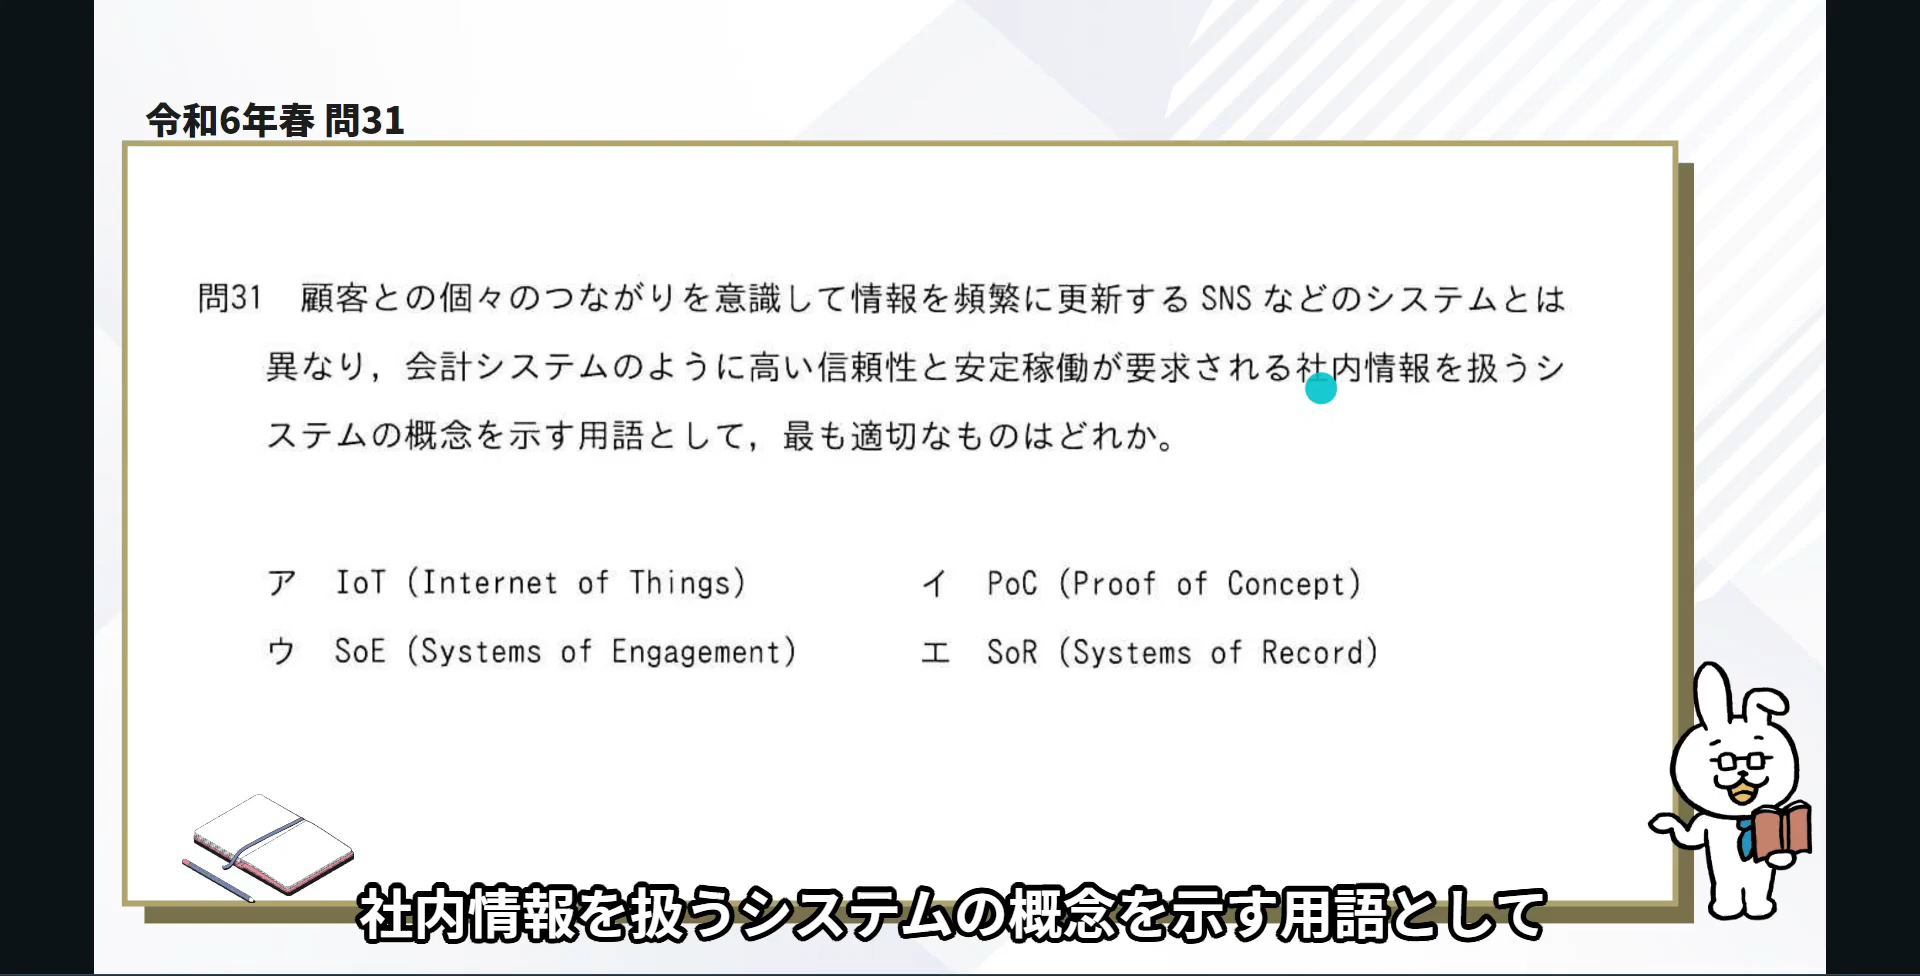 令和6年春 問31
問31 顧客との個々のつながりを意識して情報を頻繁に更新する SNS などのシステムとは
異なり，会計システムのように高い信頼性と安定稼働が要求される社内情報を扱うシ
ステムの概念を示す用語として，最も適切なものはどれか。
ア IoT (Internet of Things) イ PoC (Proof of Concept)
ウ SoE (Systems of Engagement) エ SoR (Systems of Record)
社内情報を扱うシステムの概念を示す用語として